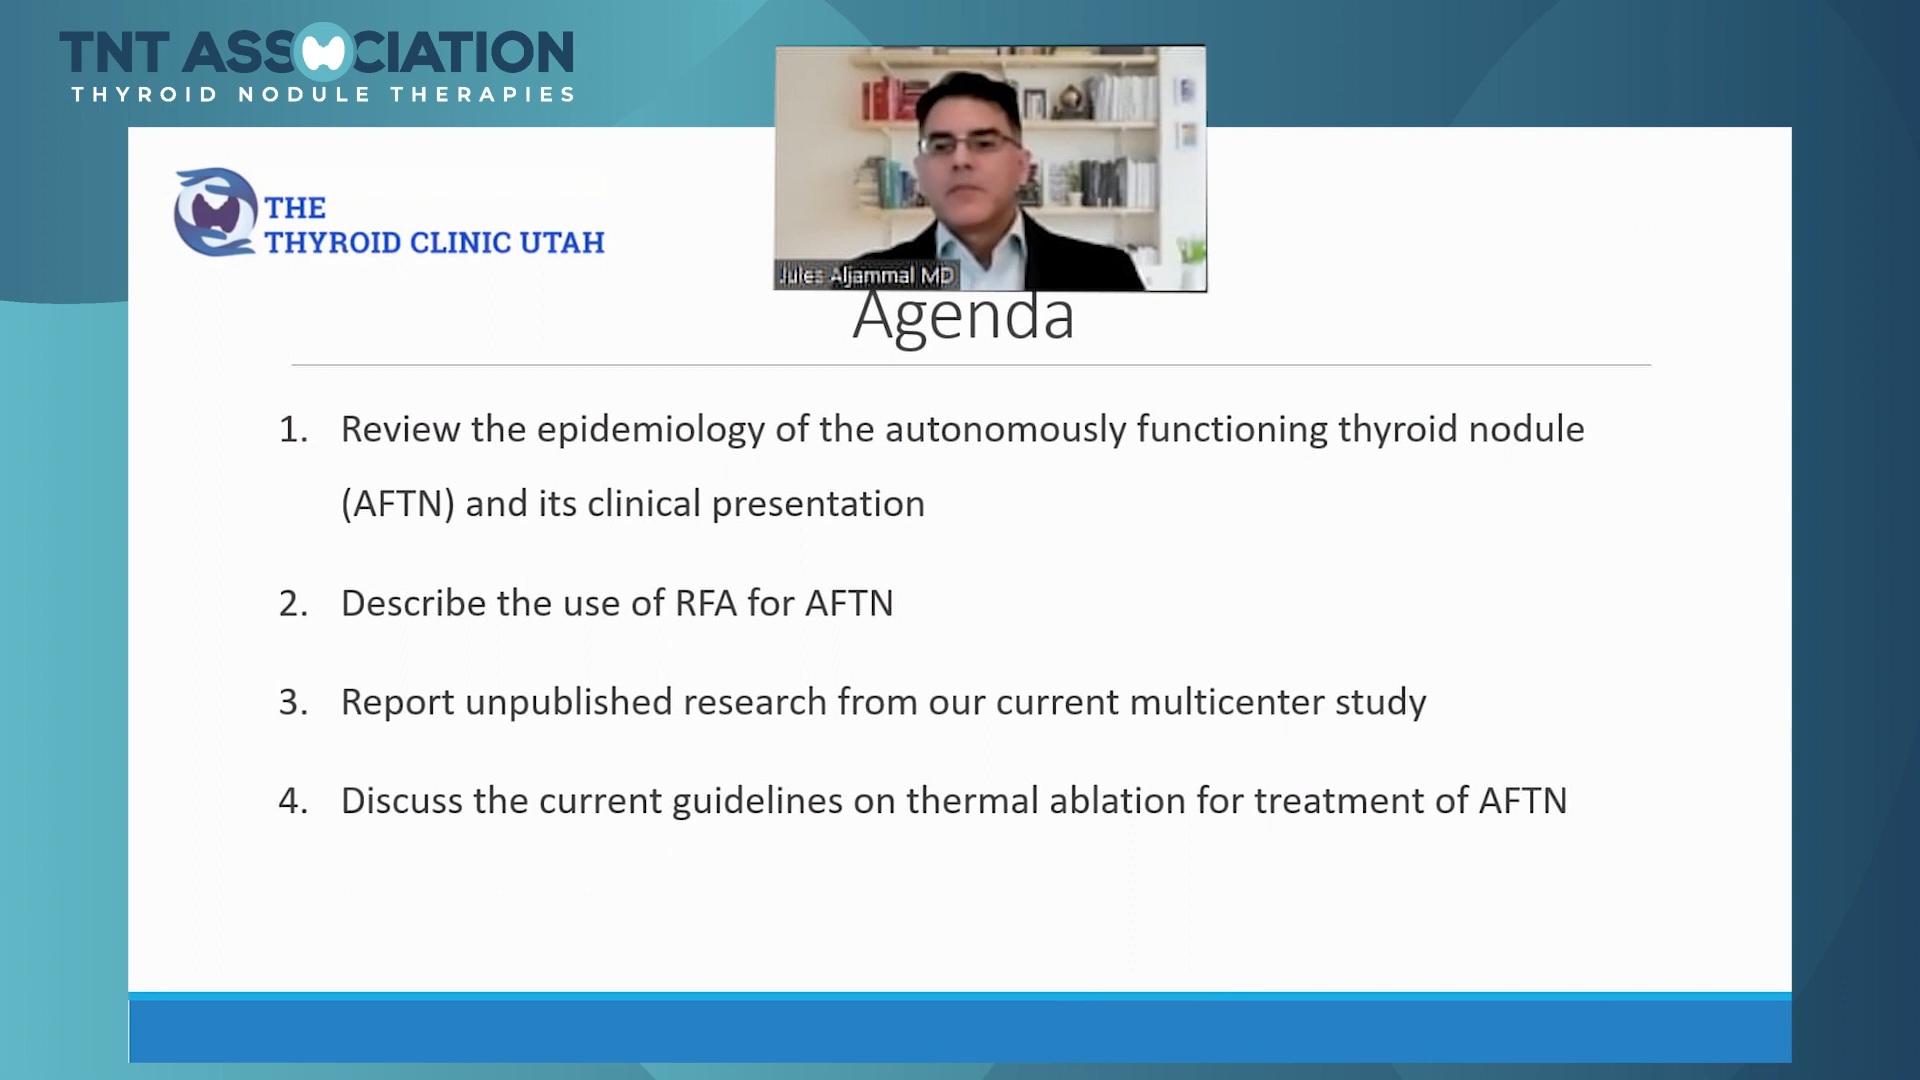 TNT ASSOCIATION
THYROID NODULE THERAPIES
THE
THYROID CLINIC UTAH
Jules Aljammal MD
Agenda
1. Review the epidemiology of the autonomously functioning thyroid nodule
(AFTN) and its clinical presentation
2. Describe the use of RFA for AFTN
3. Report unpublished research from our current multicenter study
4. Discuss the current guidelines on thermal ablation for treatment of AFTN